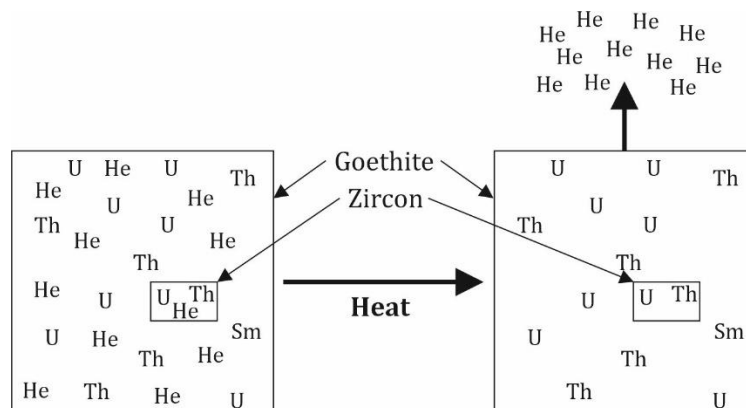 He He He
He He He He
He He He
He He He
U He U Th
He He
U
Th U
He He
Th
He U U Th
He
U He Sm
Th He
He Th He U
Goethite
Zircon
Heat
U U Th
U
Th U
Th
U U Th
U Sm
Th
Th U